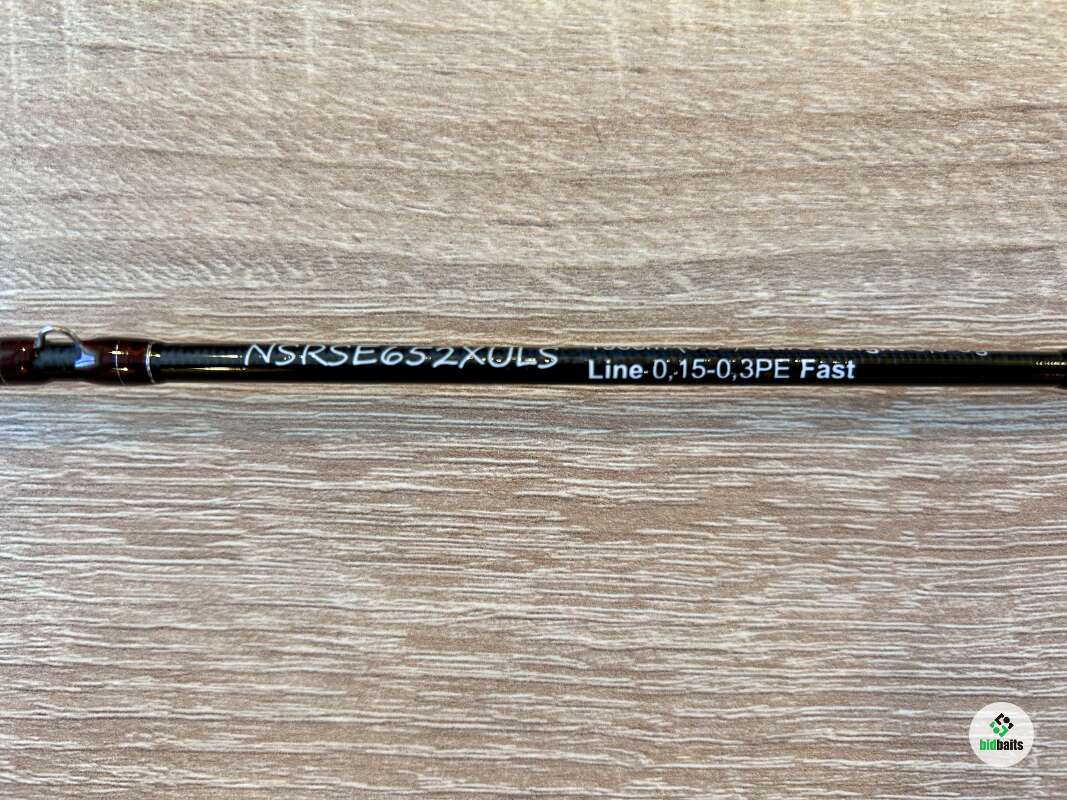 NSRSE652XULS
Line-0,15-0,3PE Fast
bidbaits